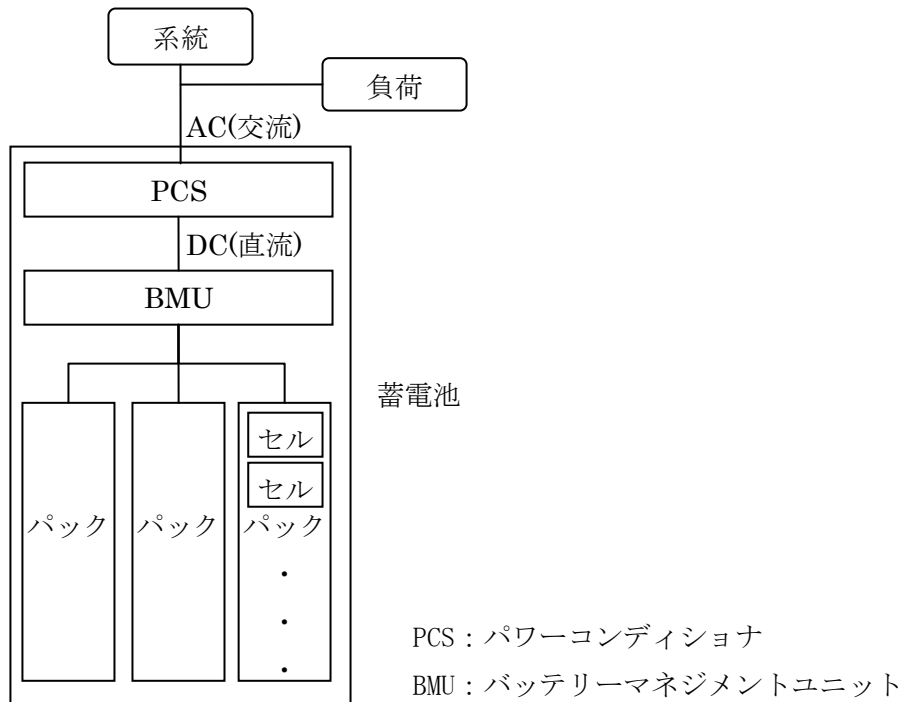 系統
負荷
AC(交流)
PCS
DC(直流)
BMU
蓄電池
セル
セル
パック
パック
パック
・
・
・
PCS：パワーコンディショナ
BMU：バッテリーマネジメントユニット